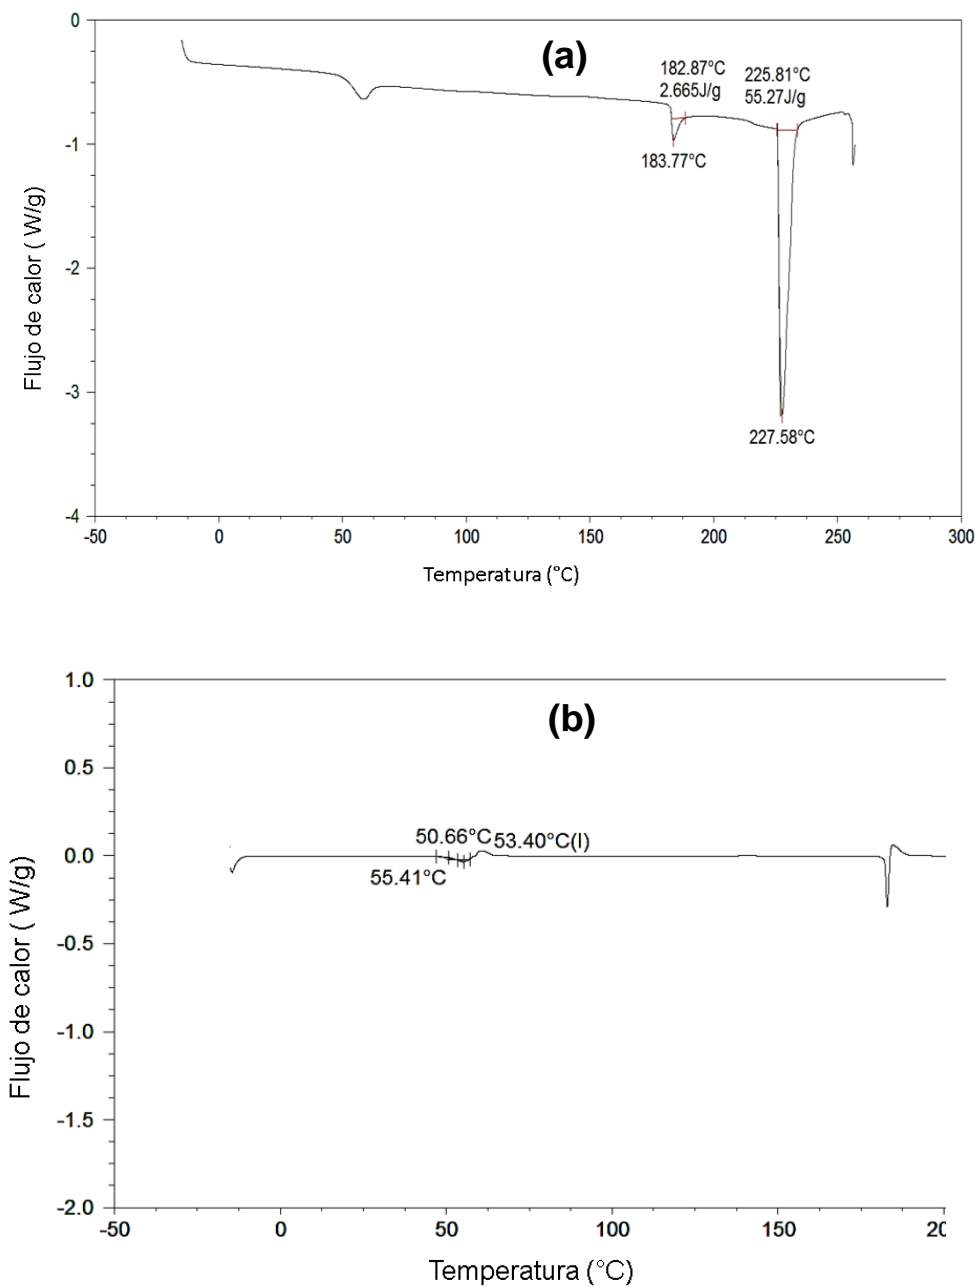 0
(a)
182.87°C
2.665J/g
225.81°C
55.27J/g
-1
183.77°C
-2
Flujo de calor ( W/g)
-3
227.58°C
-4
-50
0
50
100
150
200
250
300
Temperatura (°C)
1.0
(b)
0.5
50.66°C
53.40°C(I)
0.0
55.41°C
-0.5
Flujo de calor ( W/g)
-1.0
-1.5
-2.0
-50
0
50
100
150
20
Temperatura (°C)